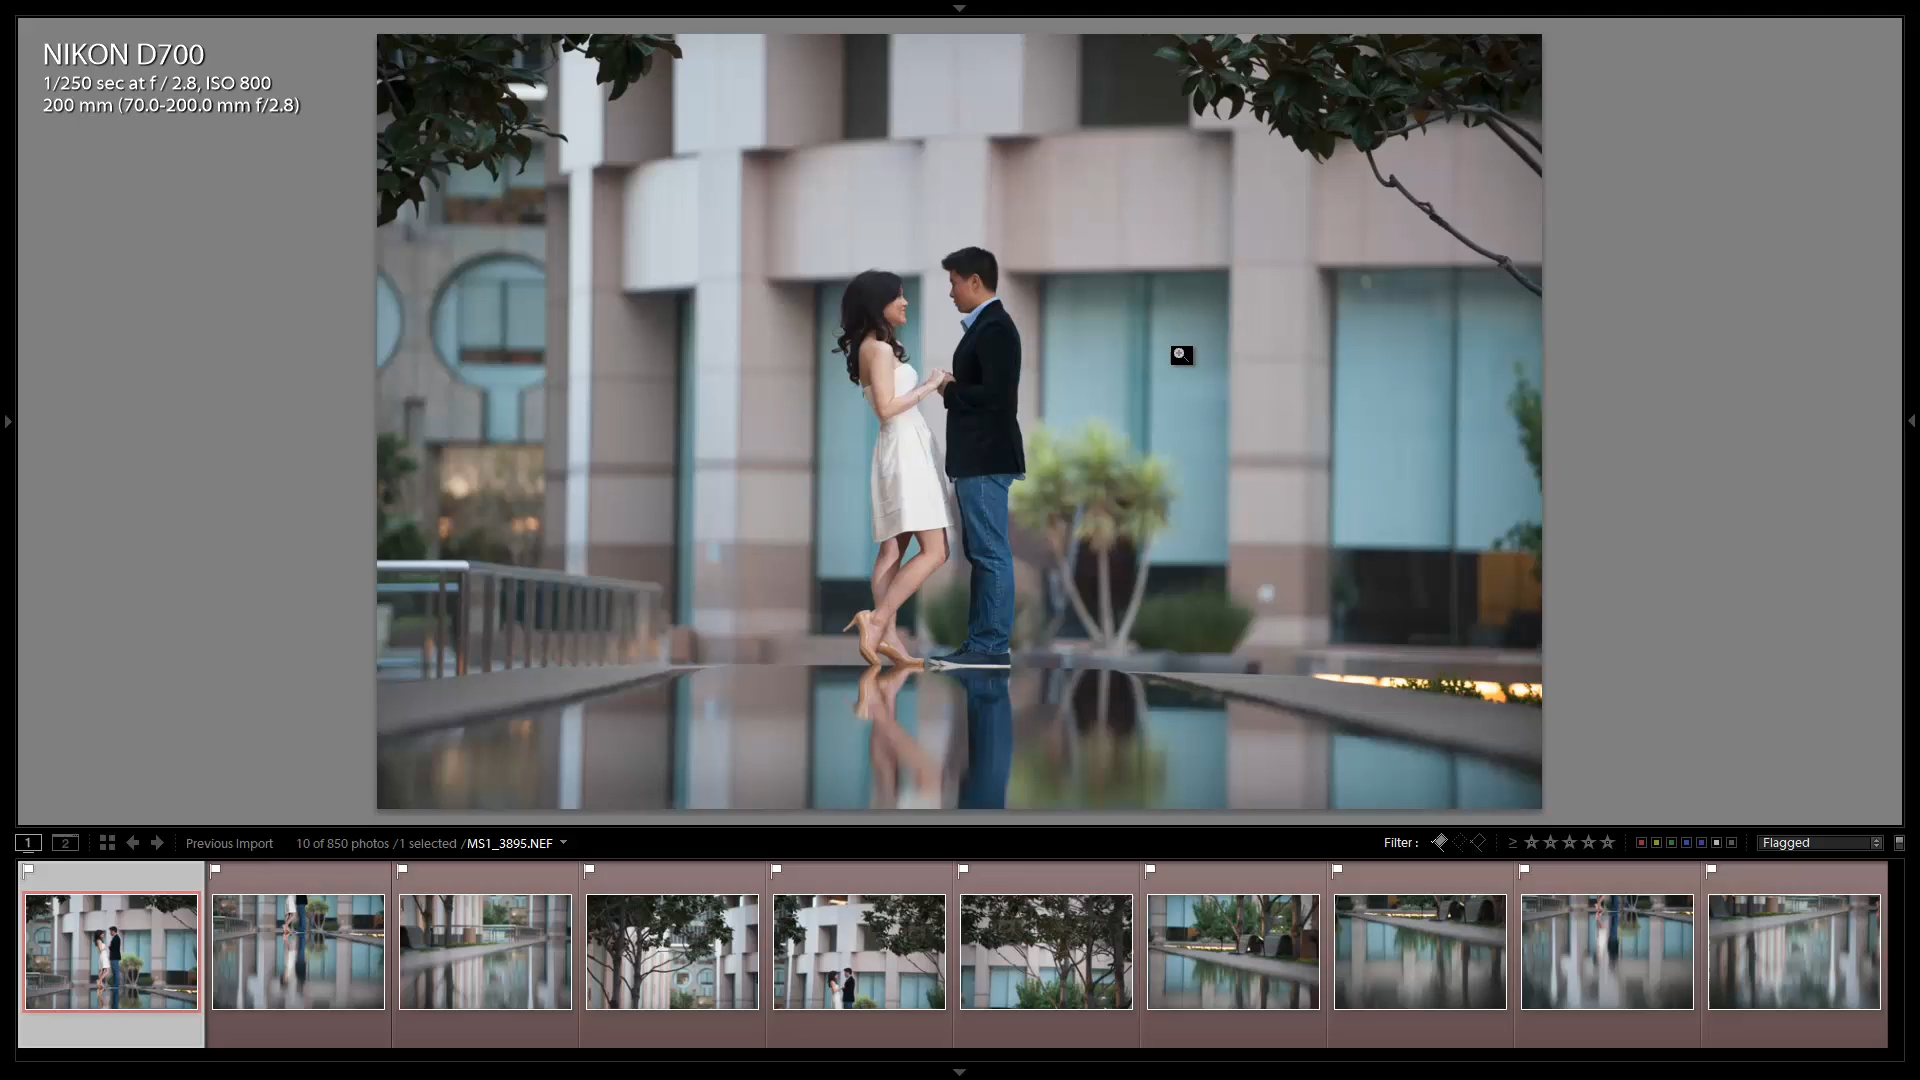 NIKON D700
1/250 sec at f / 2.8, ISO 800
200 mm (70.0-200.0 mm f/2.8)
1 2 Previous Import 10 of 850 photos /1 selected /MS1_3895.NEF Filter : ≥ Flagged